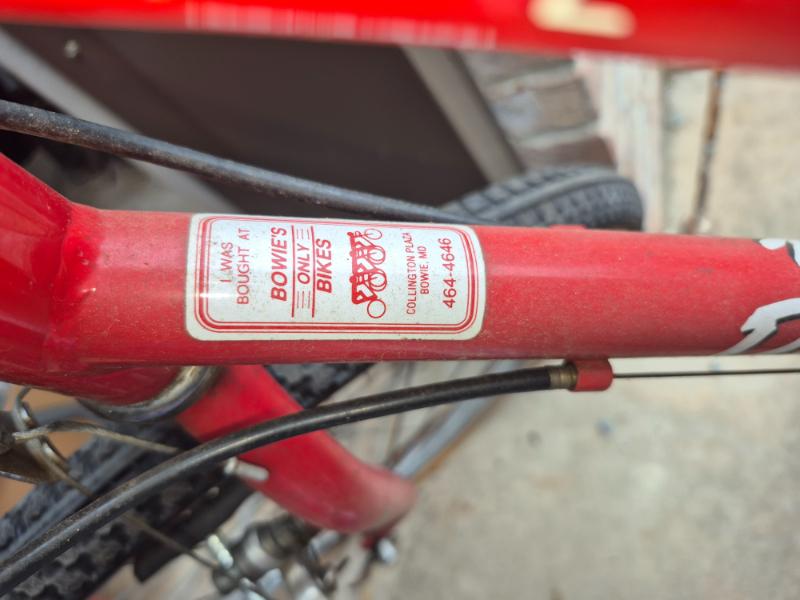 I WAS
BOUGHT AT
BOWIE'S
ONLY
BIKES
COLLINGTON PLAZA
BOWIE, MD
464-4646